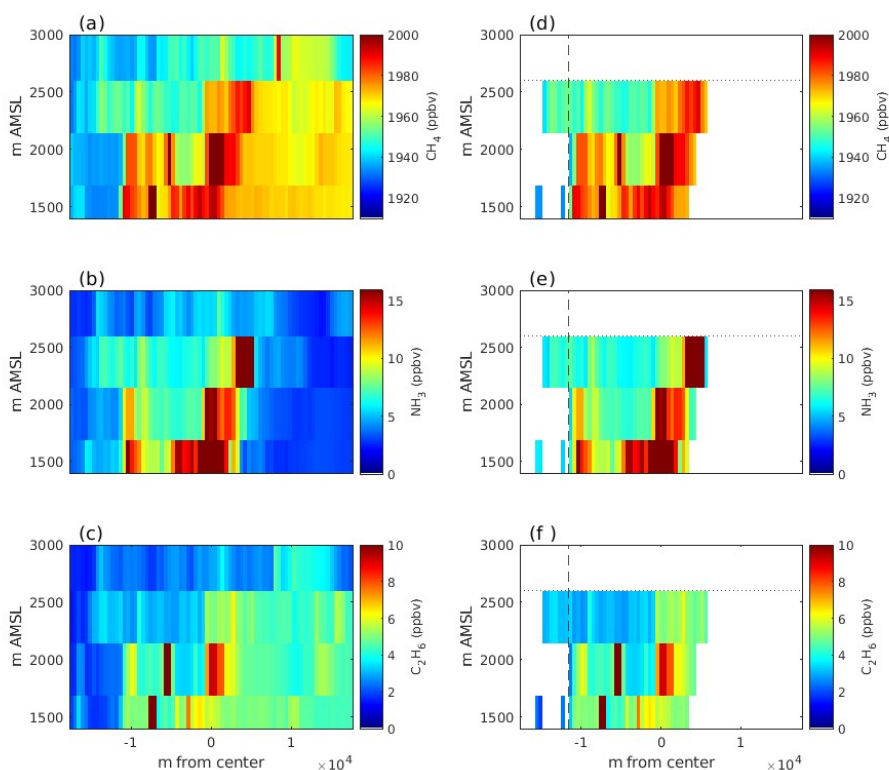 (a)
3000
2500
2000
1500
m AMSL
2000
1980
1960
1940
1920
CH4 (ppbv)
(d)
3000
2500
2000
1500
m AMSL
2000
1980
1960
1940
1920
CH4 (ppbv)
(b)
3000
2500
2000
1500
m AMSL
15
10
5
0
NH3 (ppbv)
(e)
3000
2500
2000
1500
m AMSL
15
10
5
0
NH3 (ppbv)
(c)
3000
2500
2000
1500
m AMSL
-1 0 1
m from center ×10^4
10
8
6
4
2
0
C2H6 (ppbv)
(f )
3000
2500
2000
1500
m AMSL
-1 0 1
m from center ×10^4
10
8
6
4
2
0
C2H6 (ppbv)